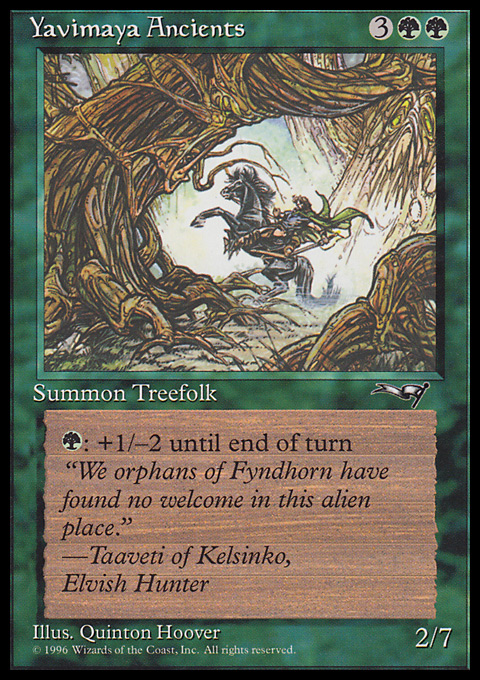 Yavimaya Ancients 3
Summon Treefolk
: +1/–2 until end of turn
“We orphans of Fyndhorn have
found no welcome in this alien
place.”
—Taaveti of Kelsinko,
Elvish Hunter
Illus. Quinton Hoover
2/7
© 1996 Wizards of the Coast, Inc. All rights reserved.